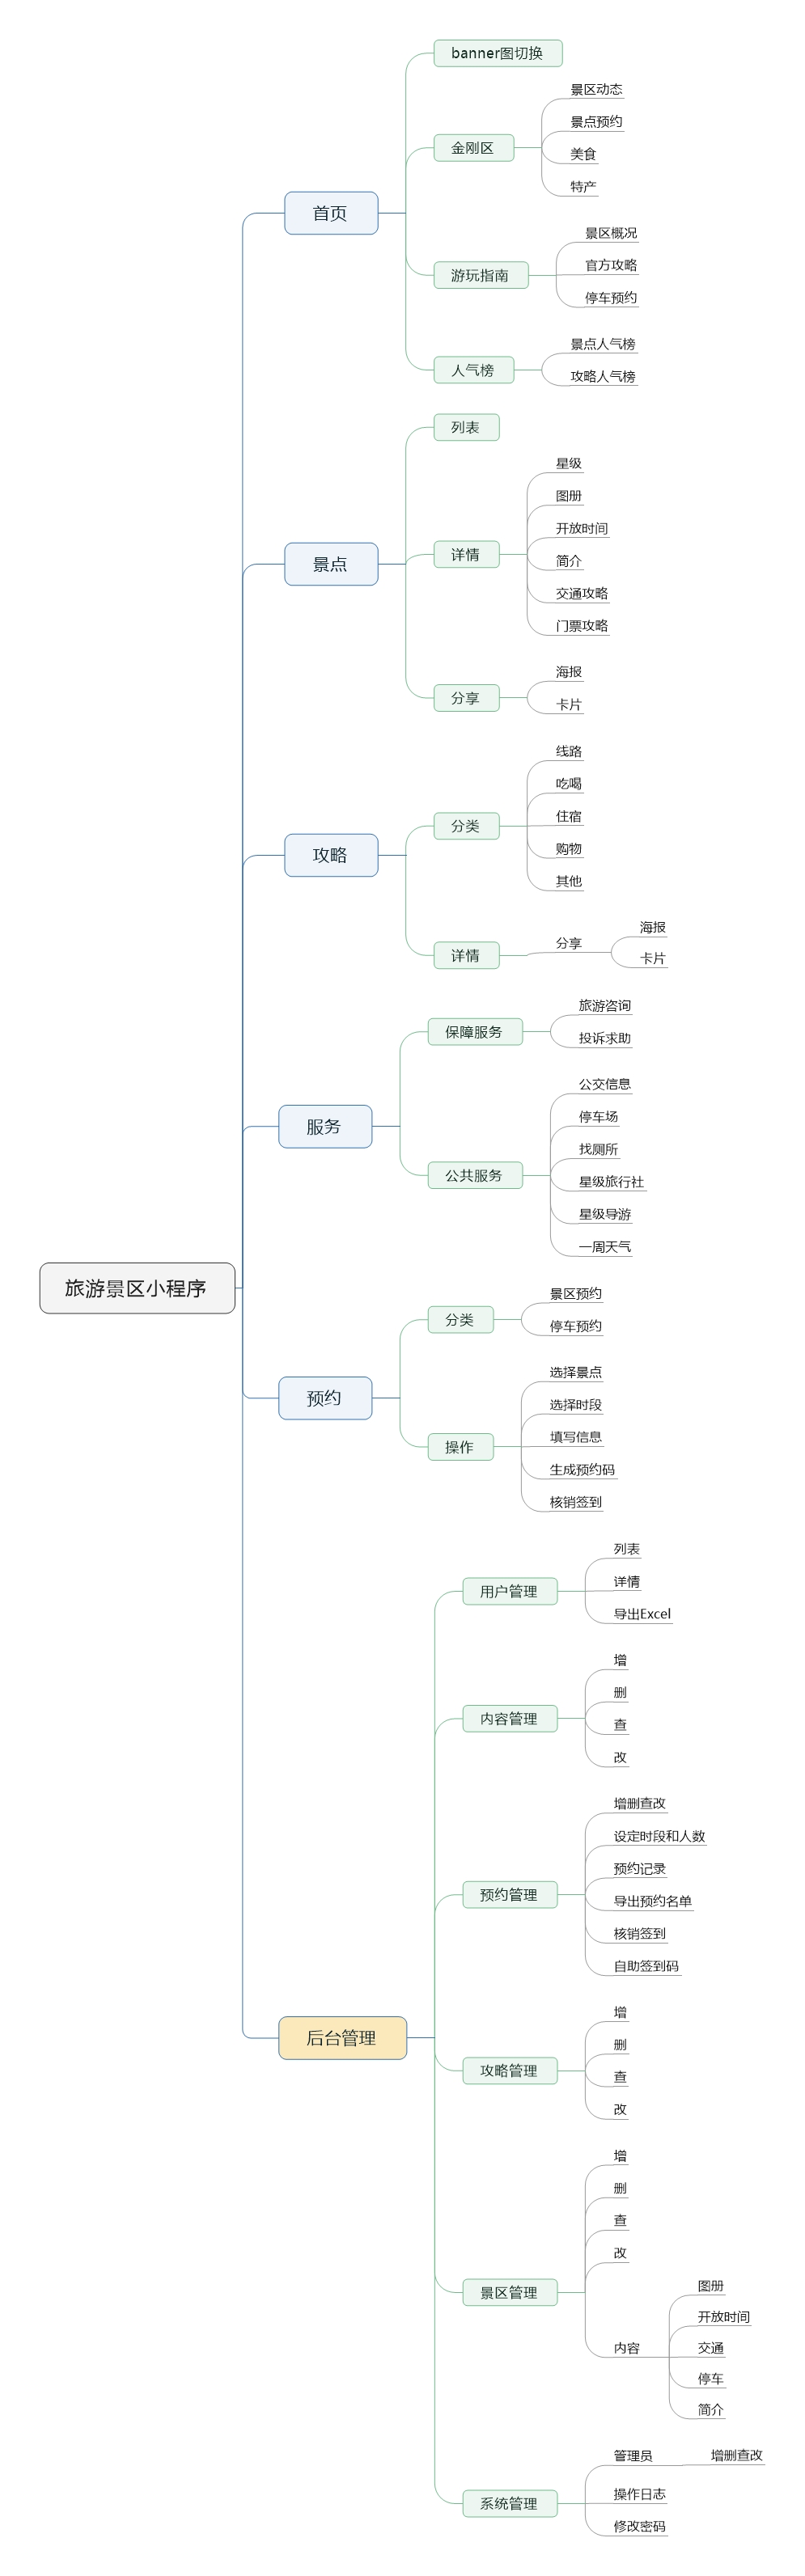 旅游景区小程序
首页
banner图切换
金刚区
景区动态
景点预约
美食
特产
游玩指南
景区概况
官方攻略
停车预约
人气榜
景点人气榜
攻略人气榜
景点
列表
详情
星级
图册
开放时间
简介
交通攻略
门票攻略
分享
海报
卡片
攻略
分类
线路
吃喝
住宿
购物
其他
详情
分享
海报
卡片
服务
保障服务
旅游咨询
投诉求助
公共服务
公交信息
停车场
找厕所
星级旅行社
星级导游
一周天气
预约
分类
景区预约
停车预约
操作
选择景点
选择时段
填写信息
生成预约码
核销签到
后台管理
用户管理
列表
详情
导出Excel
内容管理
增
删
查
改
预约管理
增删查改
设定时段和人数
预约记录
导出预约名单
核销签到
自助签到码
攻略管理
增
删
查
改
景区管理
增
删
查
改
内容
图册
开放时间
交通
停车
简介
系统管理
管理员
增删查改
操作日志
修改密码